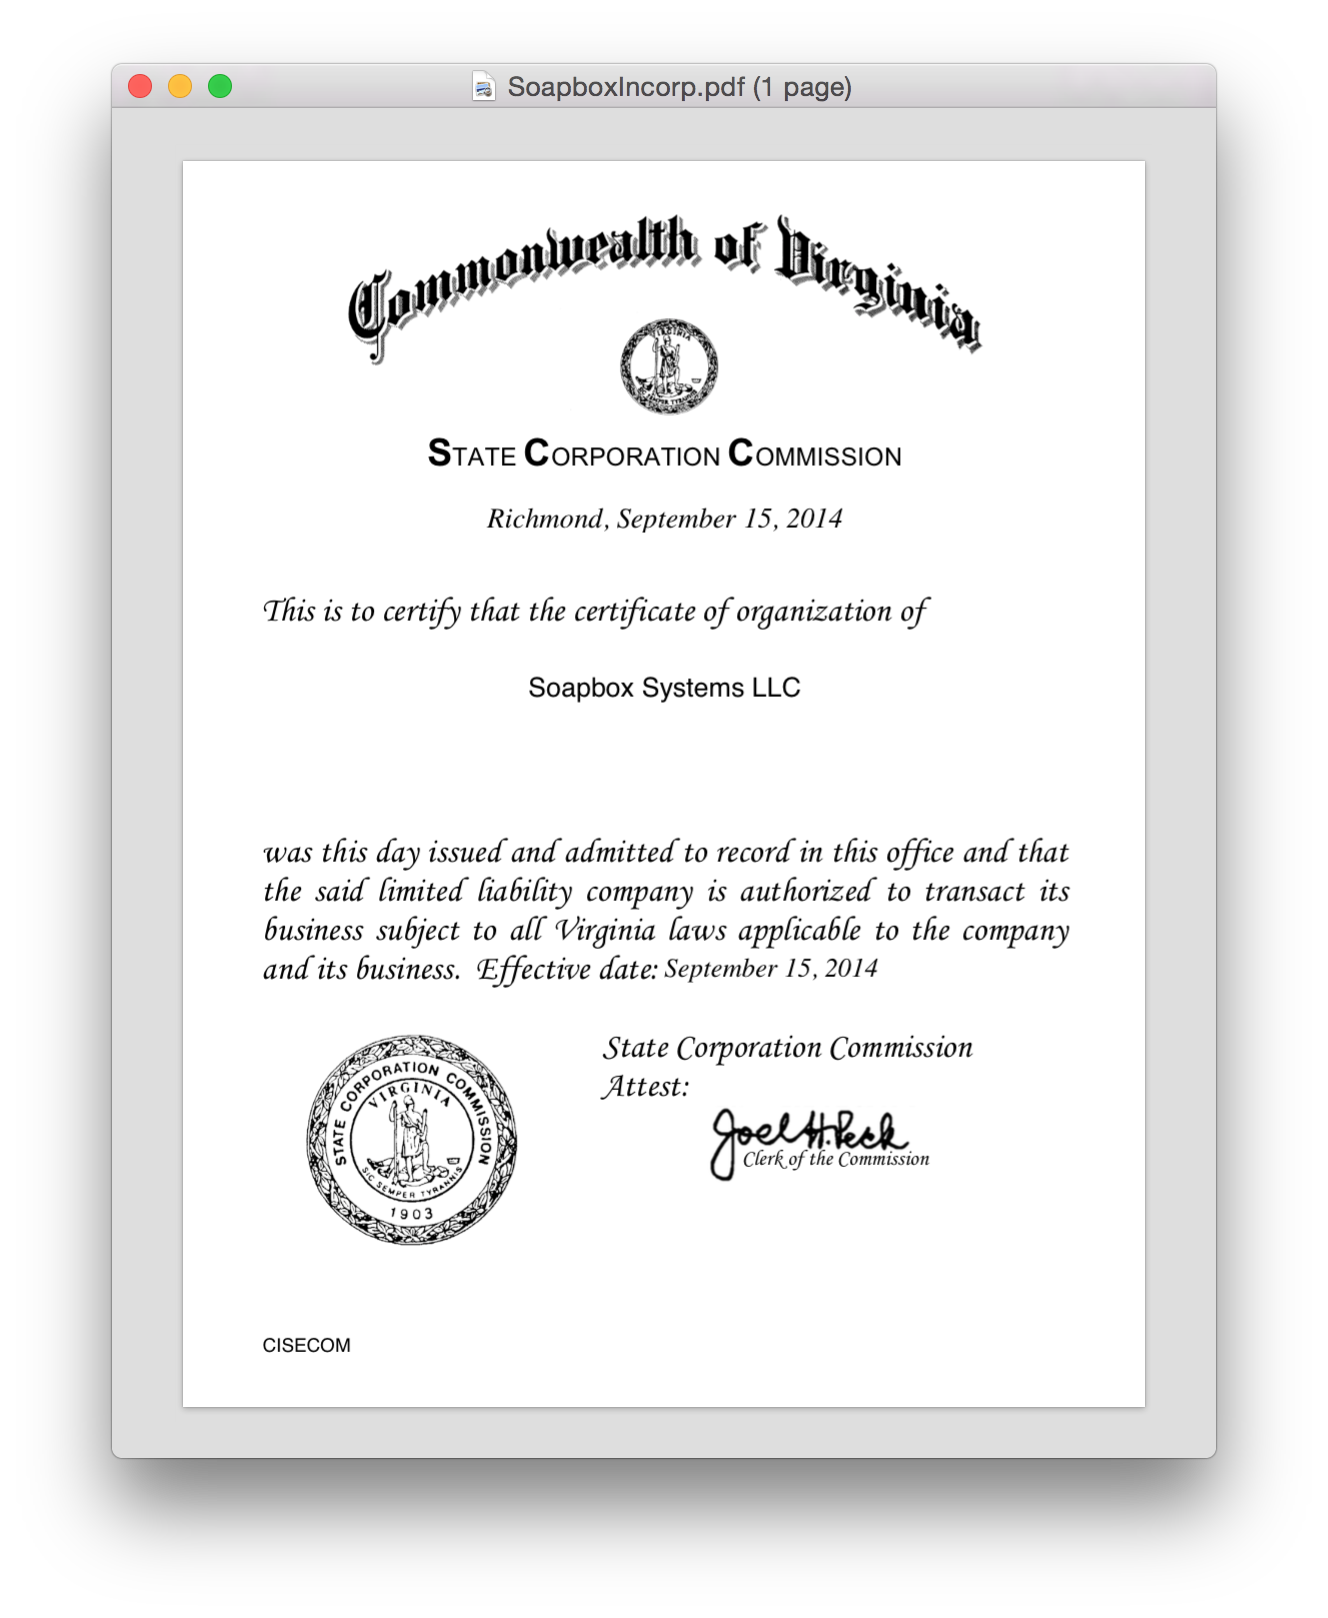 SoapboxIncorp.pdf (1 page)
Commonwealth of Virginia
VIRGINIA
SEMPER TYRANNIS
STATE CORPORATION COMMISSION
Richmond, September 15, 2014
This is to certify that the certificate of organization of
Soapbox Systems LLC
was this day issued and admitted to record in this office and that
the said limited liability company is authorized to transact its
business subject to all Virginia laws applicable to the company
and its business. Effective date: September 15, 2014
STATE CORPORATION COMMISSION
VIRGINIA
SIC SEMPER TYRANNIS
1903
State Corporation Commission
Attest:
Joel H. Peck
Clerk of the Commission
CISECOM